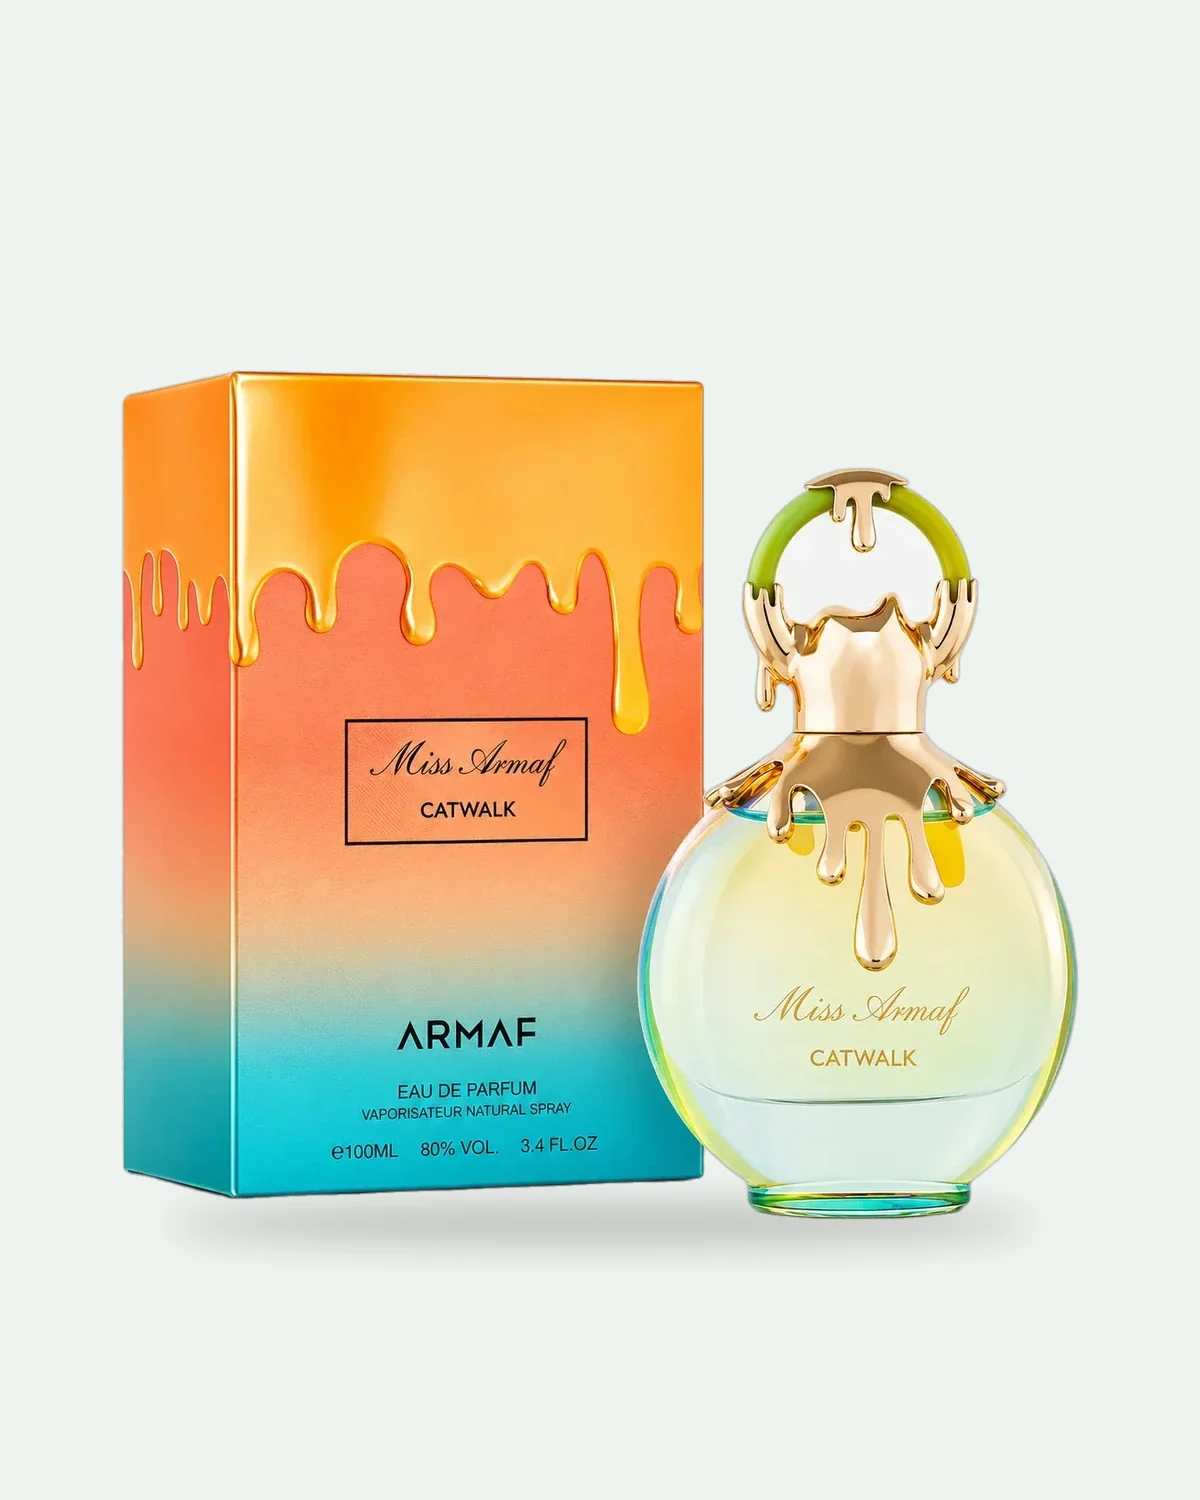 Miss Armaf
CATWALK
ARMAF
EAU DE PARFUM
VAPORISATEUR NATURAL SPRAY
℮100ML 80% VOL. 3.4 FL.OZ
Miss Armaf
CATWALK